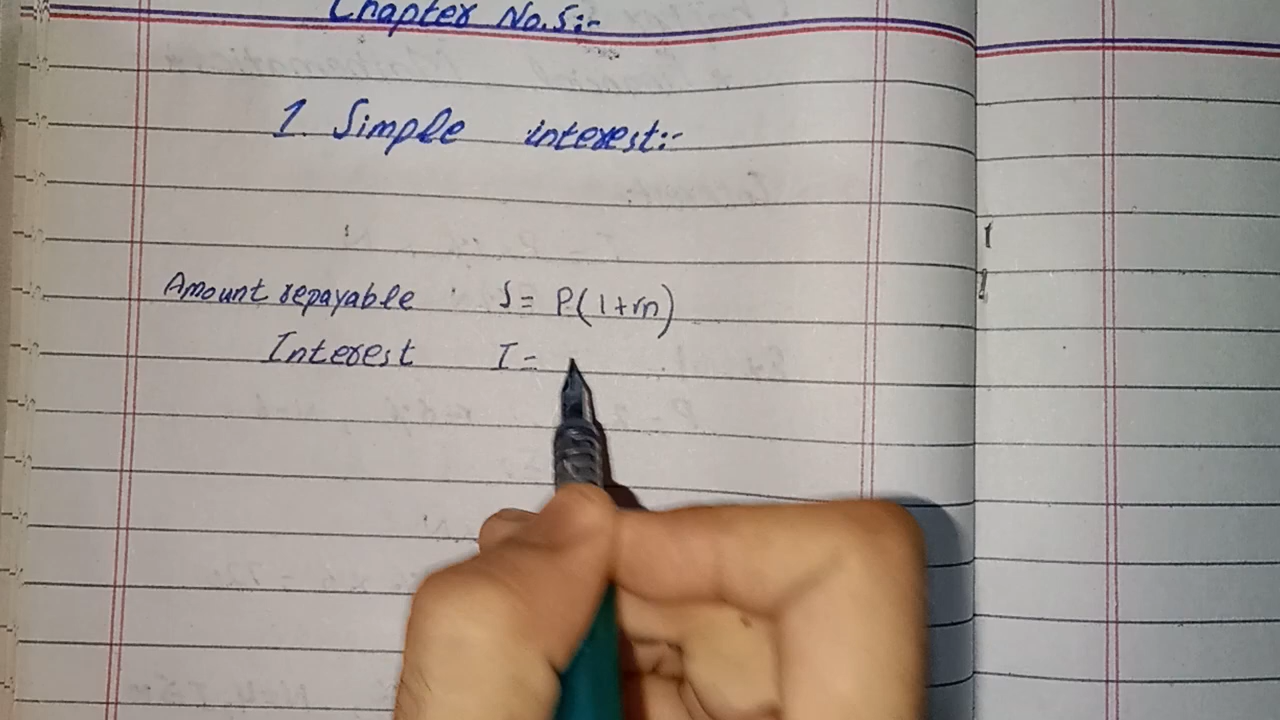 Chapter No.5:-
1. Simple interest:-
Amount repayable S= P(1+rn)
Interest I=